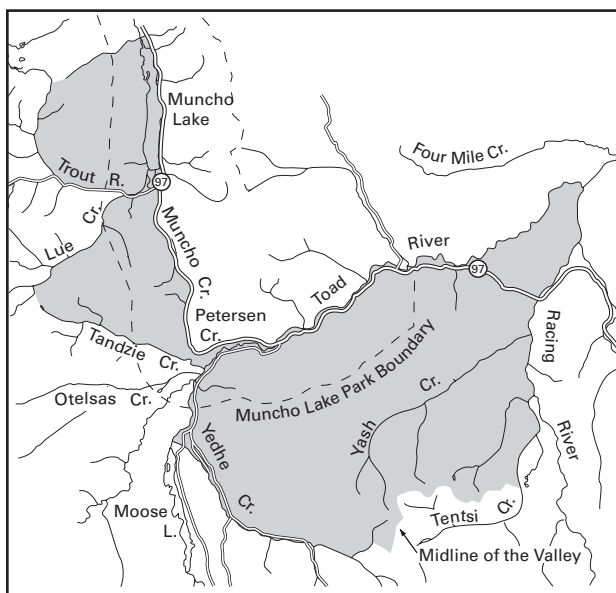 Muncho
Lake
Four Mile Cr.
Trout R.
97
Lue Cr.
Muncho Cr.
River
97
Toad
Petersen
Cr.
Racing
River
Tandzie Cr.
Muncho Lake Park Boundary
Otelsas Cr.
Yash Cr.
Yedhe
Cr.
Moose
L.
Tentsi Cr.
Midline of the Valley